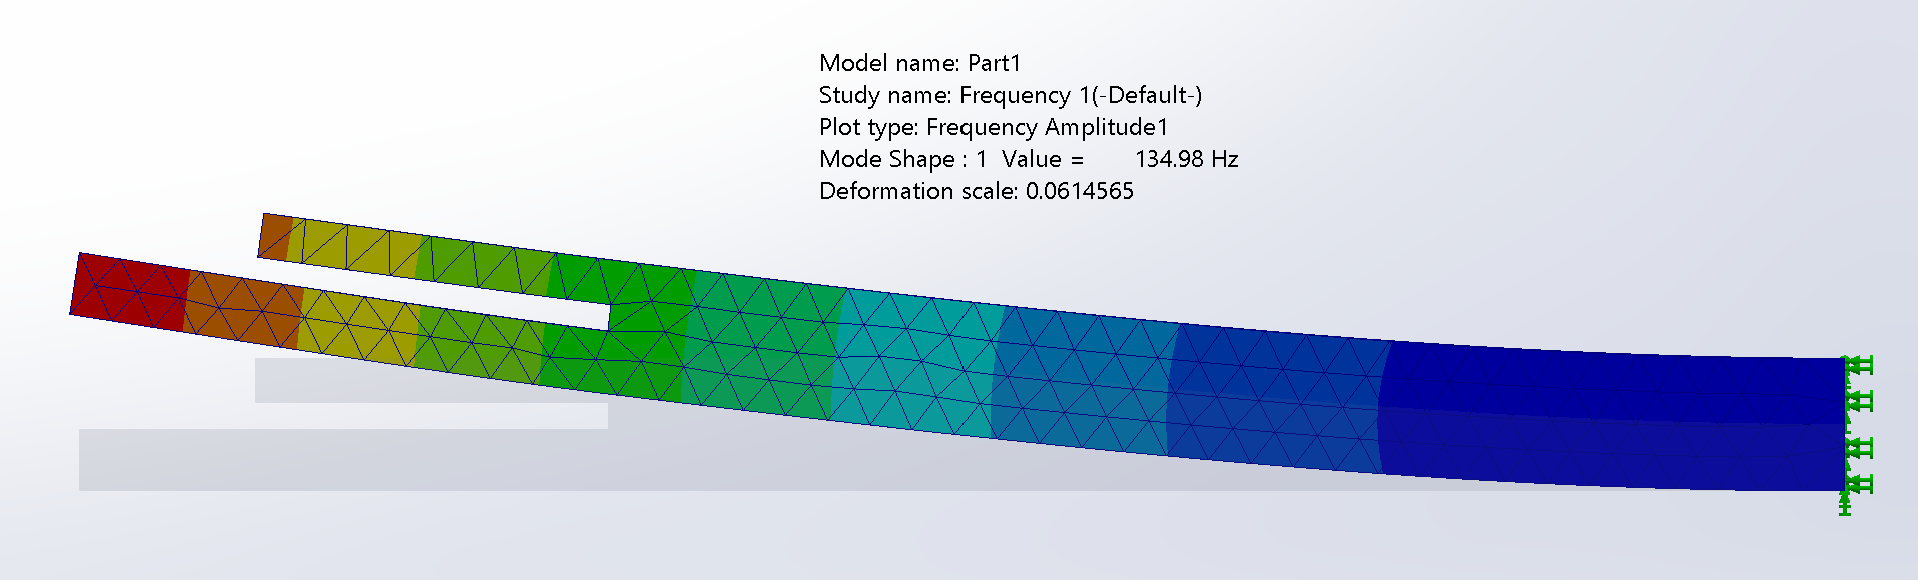 Model name: Part1
Study name: Frequency 1(-Default-)
Plot type: Frequency Amplitude1
Mode Shape : 1 Value = 134.98 Hz
Deformation scale: 0.0614565